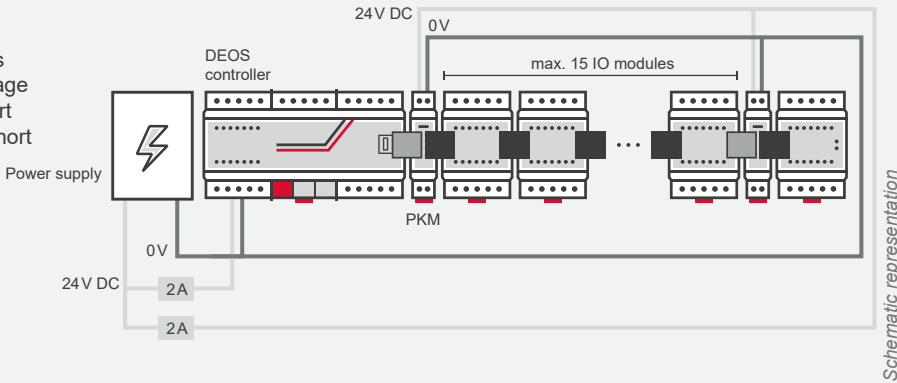 24V DC
0V
DEOS
controller
max. 15 IO modules
Power supply
PKM
0V
24V DC
2A
2A
Schematic representation